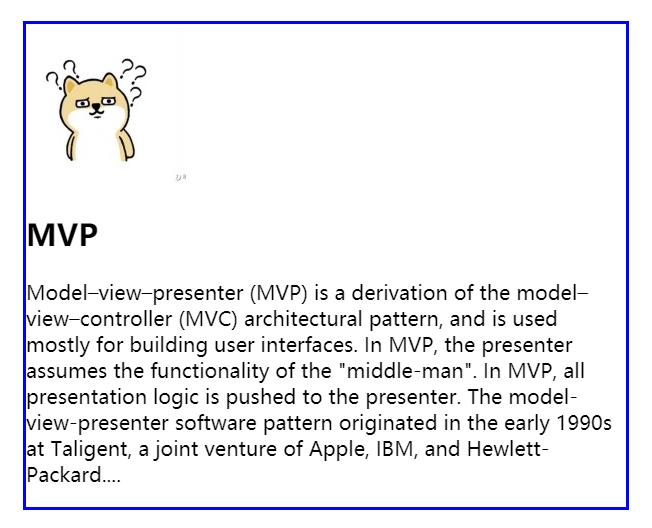 MVP
Model–view–presenter (MVP) is a derivation of the model–
view–controller (MVC) architectural pattern, and is used
mostly for building user interfaces. In MVP, the presenter
assumes the functionality of the "middle-man". In MVP, all
presentation logic is pushed to the presenter. The model-
view-presenter software pattern originated in the early 1990s
at Taligent, a joint venture of Apple, IBM, and Hewlett-
Packard....